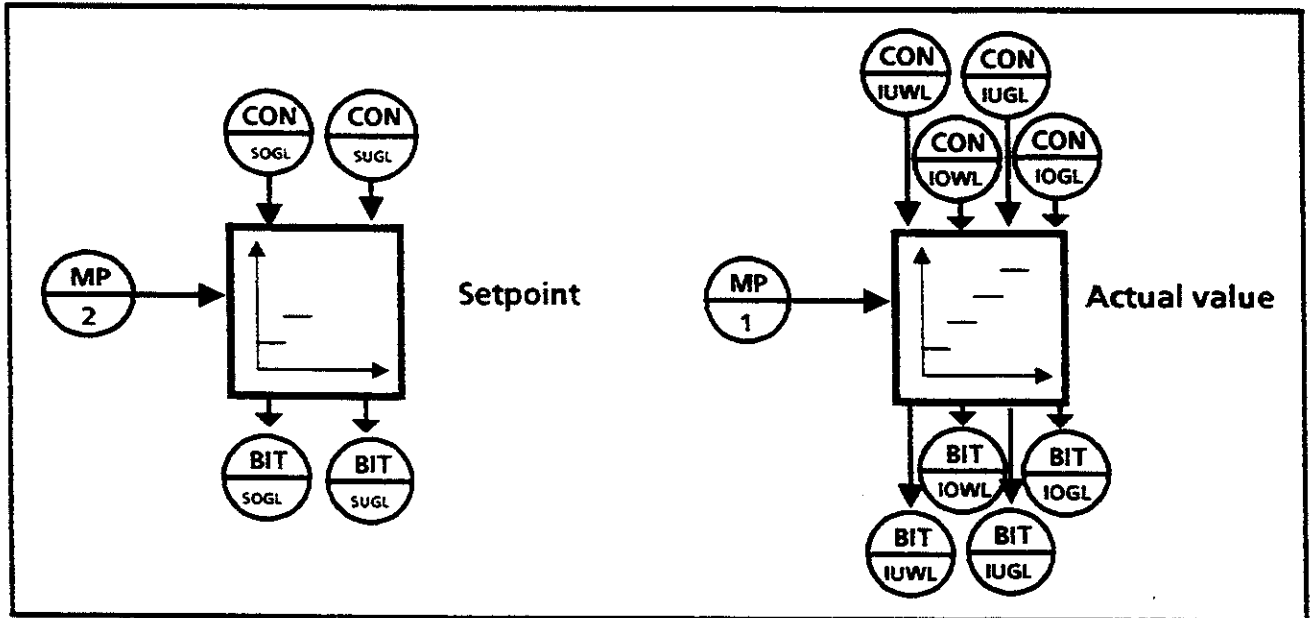 CON
SOGL
CON
SUGL
MP
2
Setpoint
BIT
SOGL
BIT
SUGL
CON
IUWL
CON
IUGL
CON
IOWL
CON
IOGL
MP
1
Actual value
BIT
IOWL
BIT
IOGL
BIT
IUWL
BIT
IUGL